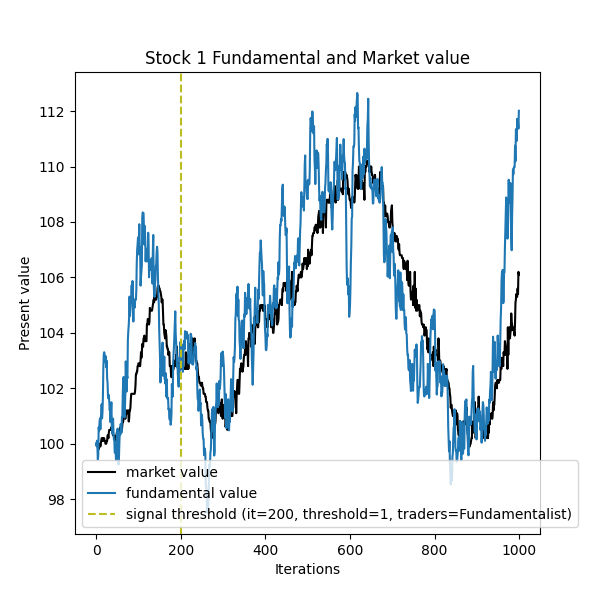 Stock 1 Fundamental and Market value
Present value
112
110
108
106
104
102
100
98
market value
fundamental value
signal threshold (it=200, threshold=1, traders=Fundamentalist)
0 200 400 600 800 1000
Iterations